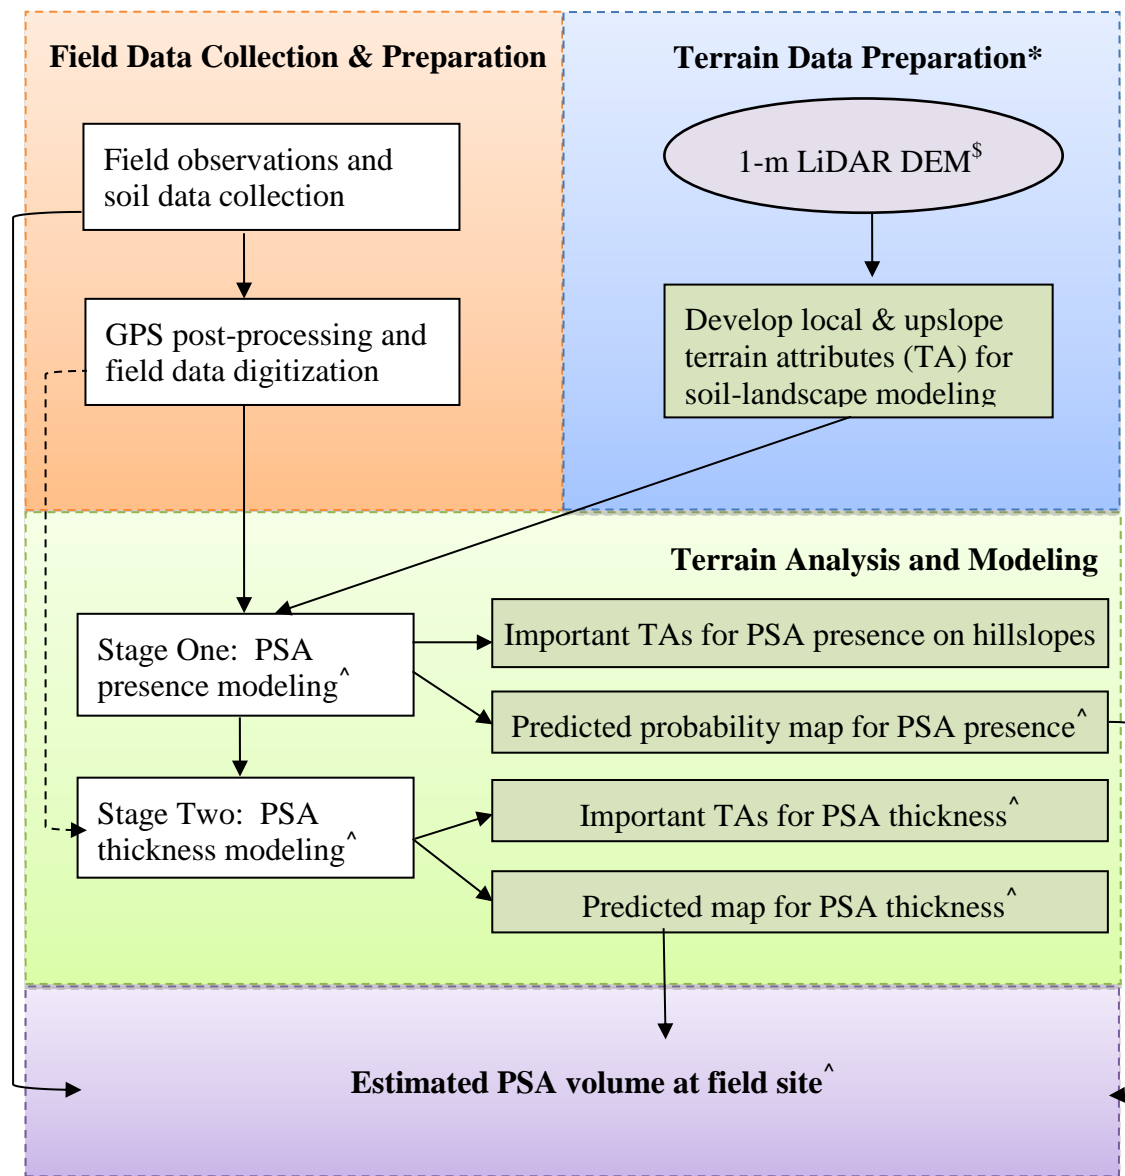 Field Data Collection & Preparation
Terrain Data Preparation*
Field observations and
soil data collection
1-m LiDAR DEM$
GPS post-processing and
field data digitization
Develop local & upslope
terrain attributes (TA) for
soil-landscape modeling
Terrain Analysis and Modeling
Stage One:  PSA
presence modeling^
Important TAs for PSA presence on hillslopes
Predicted probability map for PSA presence^
Stage Two:  PSA
thickness modeling^
Important TAs for PSA thickness^
Predicted map for PSA thickness^
Estimated PSA volume at field site^